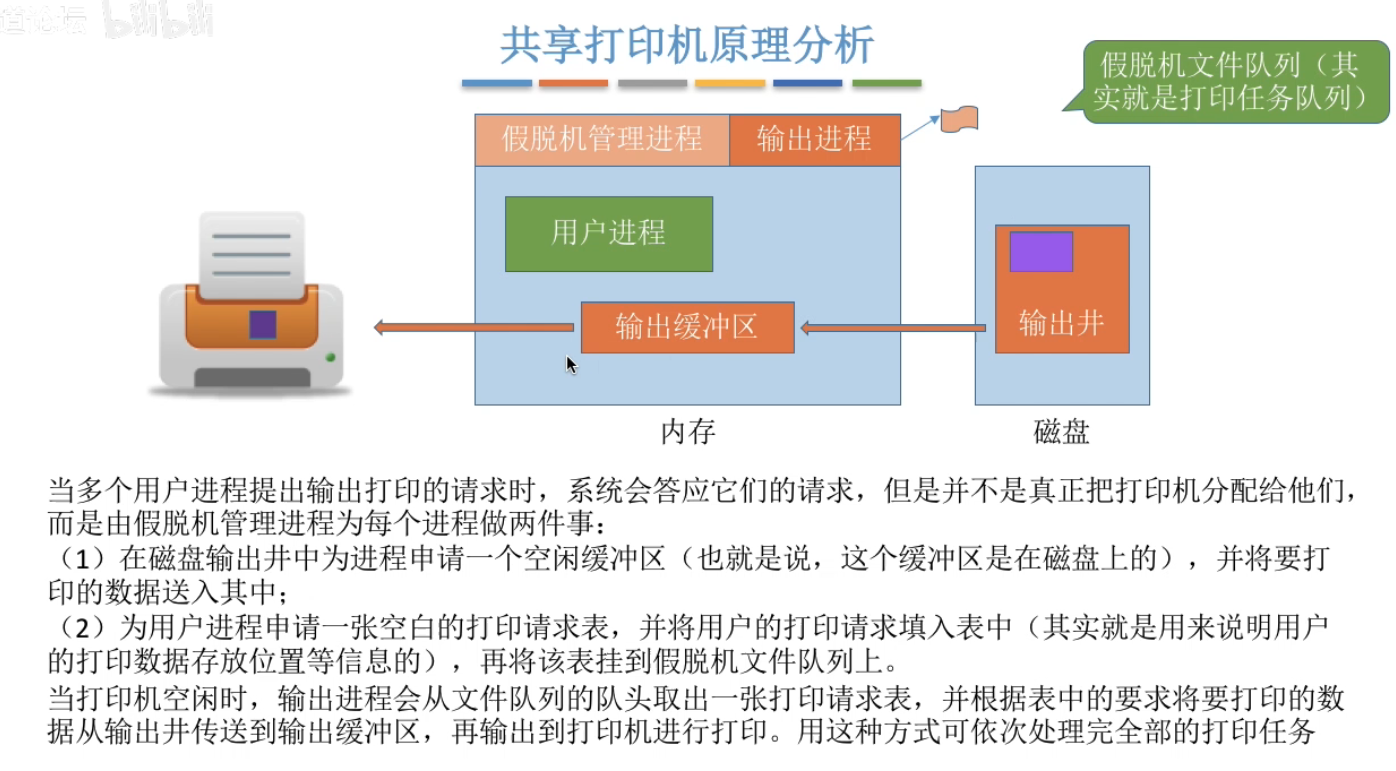 道论坛 bilibili
共享打印机原理分析
假脱机文件队列（其
实就是打印任务队列）
假脱机管理进程
输出进程
用户进程
输出缓冲区
输出井
内存
磁盘
当多个用户进程提出输出打印的请求时，系统会答应它们的请求，但是并不是真正把打印机分配给他们，
而是由假脱机管理进程为每个进程做两件事：
（1）在磁盘输出井中为进程申请一个空闲缓冲区（也就是说，这个缓冲区是在磁盘上的），并将要打
印的数据送入其中；
（2）为用户进程申请一张空白的打印请求表，并将用户的打印请求填入表中（其实就是用来说明用户
的打印数据存放位置等信息的），再将该表挂到假脱机文件队列上。
当打印机空闲时，输出进程会从文件队列的队头取出一张打印请求表，并根据表中的要求将要打印的数
据从输出井传送到输出缓冲区，再输出到打印机进行打印。用这种方式可依次处理完全部的打印任务